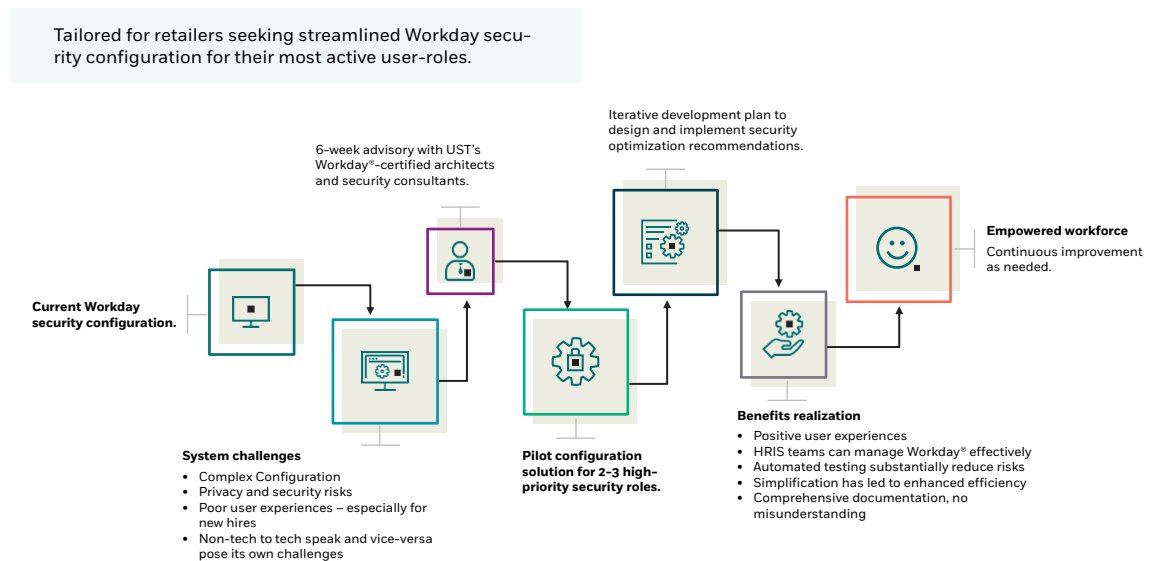 Tailored for retailers seeking streamlined Workday secu-
rity configuration for their most active user-roles.
Current Workday
security configuration.
System challenges
• Complex Configuration
• Privacy and security risks
• Poor user experiences – especially for
new hires
• Non-tech to tech speak and vice-versa
pose its own challenges
6-week advisory with UST's
Workday®-certified architects
and security consultants.
Pilot configuration
solution for 2-3 high-
priority security roles.
Iterative development plan to
design and implement security
optimization recommendations.
Benefits realization
• Positive user experiences
• HRIS teams can manage Workday® effectively
• Automated testing substantially reduce risks
• Simplification has led to enhanced efficiency
• Comprehensive documentation, no
misunderstanding
Empowered workforce
Continuous improvement
as needed.